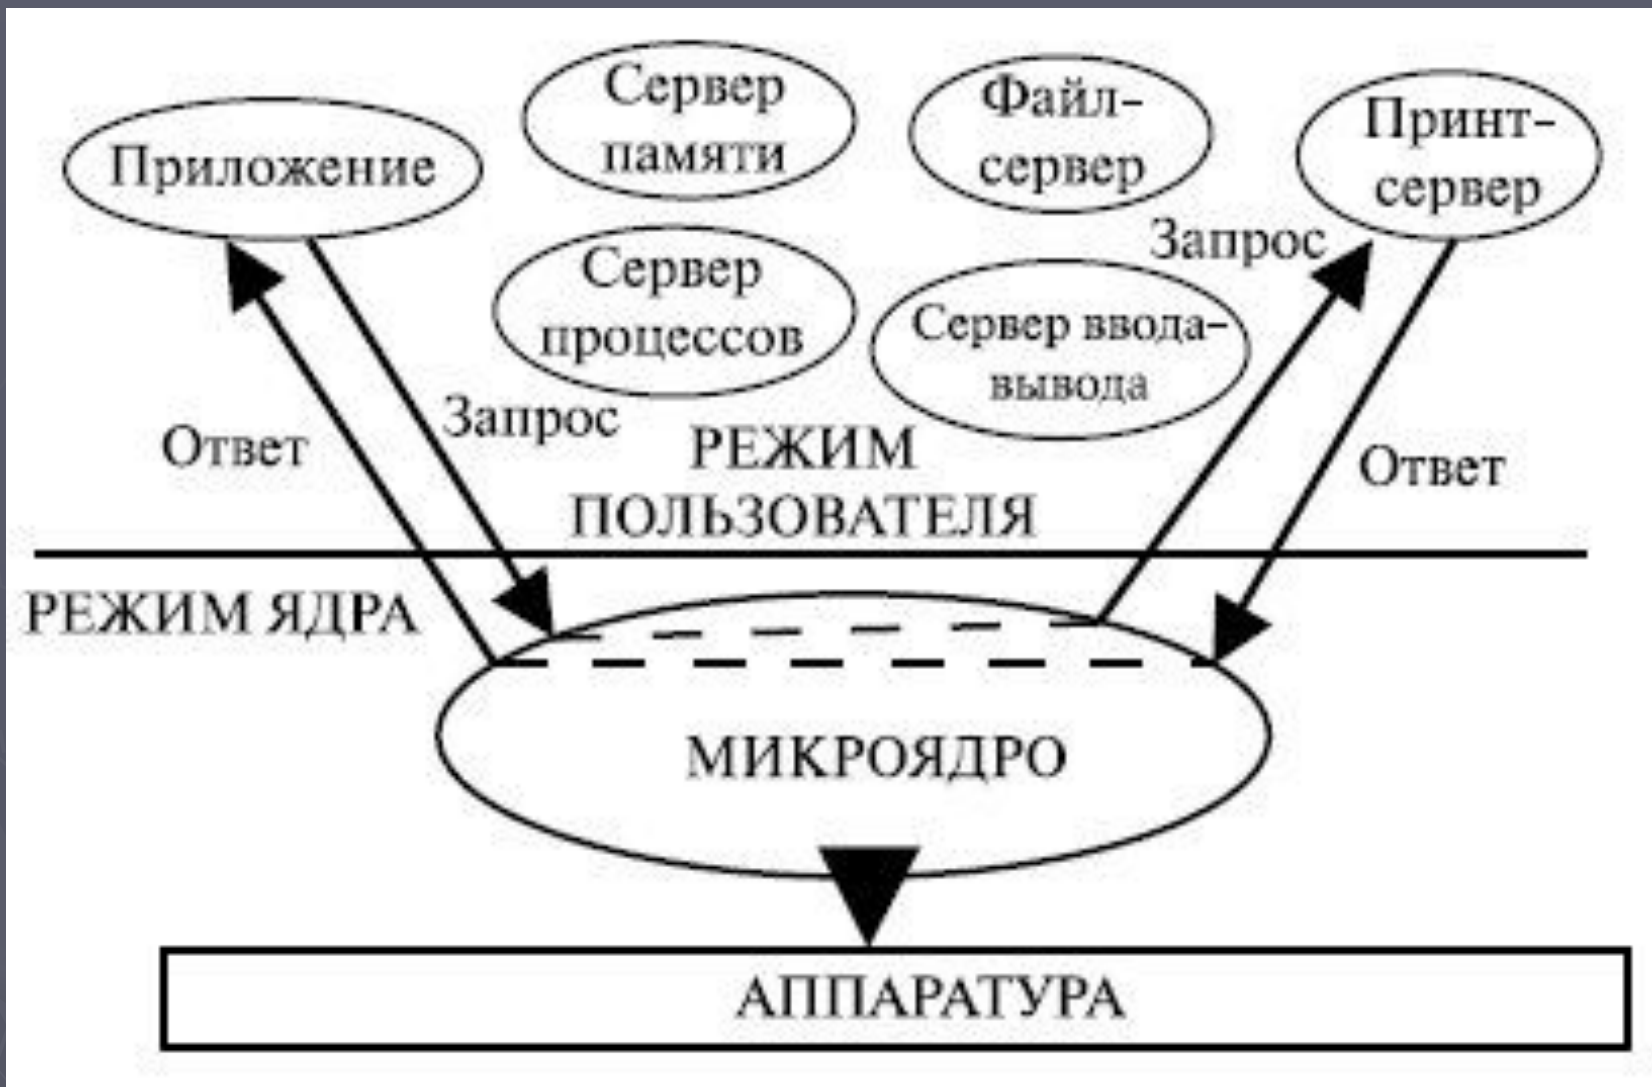 Приложение
Сервер
памяти
Файл-
сервер
Принт-
сервер
Сервер
процессов
Сервер ввода-
вывода
Запрос
Ответ
Запрос
Ответ
РЕЖИМ
ПОЛЬЗОВАТЕЛЯ
РЕЖИМ ЯДРА
МИКРОЯДРО
АППАРАТУРА